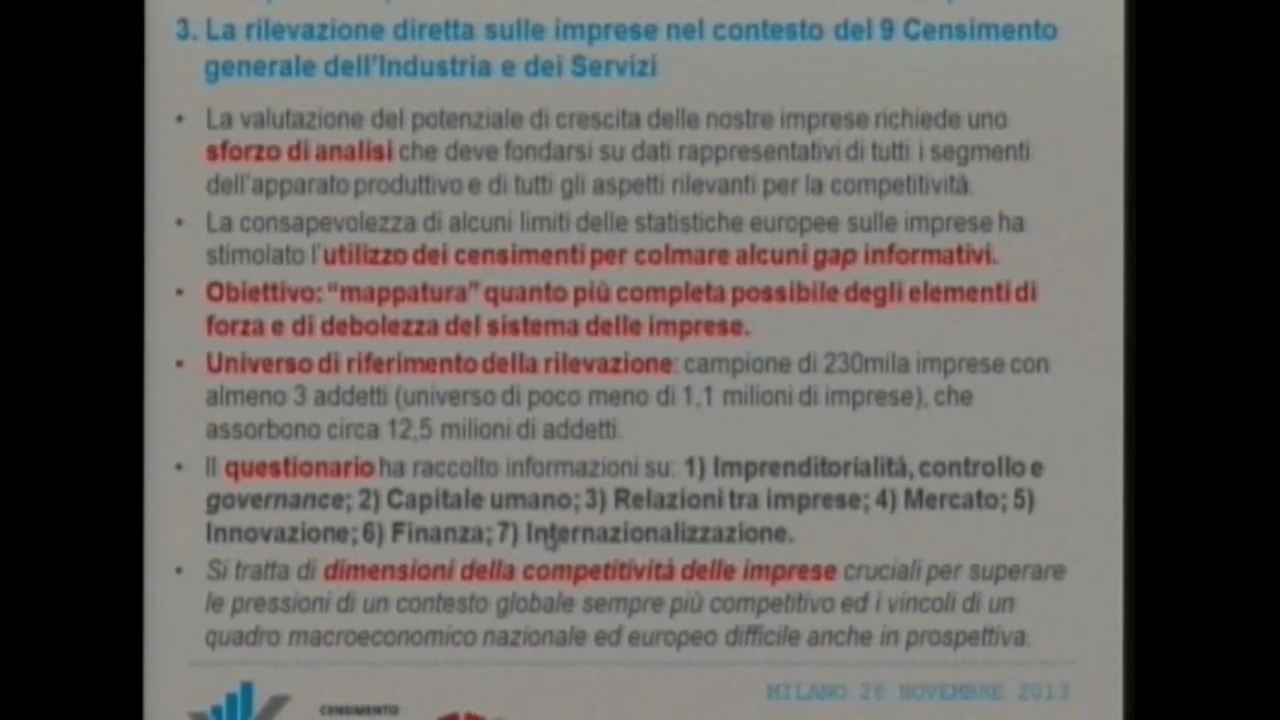 3. La rilevazione diretta sulle imprese nel contesto del 9 Censimento
generale dell'Industria e dei Servizi
• La valutazione del potenziale di crescita delle nostre imprese richiede uno
sforzo di analisi che deve fondarsi su dati rappresentativi di tutti i segmenti
dell'apparato produttivo e di tutti gli aspetti rilevanti per la competitività.
• La consapevolezza di alcuni limiti delle statistiche europee sulle imprese ha
stimolato l'utilizzo dei censimenti per colmare alcuni gap informativi.
• Obiettivo: "mappatura" quanto più completa possibile degli elementi di
forza e di debolezza del sistema delle imprese.
• Universo di riferimento della rilevazione: campione di 230mila imprese con
almeno 3 addetti (universo di poco meno di 1,1 milioni di imprese), che
assorbono circa 12,5 milioni di addetti.
• Il questionario ha raccolto informazioni su: 1) Imprenditorialità, controllo e
governance; 2) Capitale umano; 3) Relazioni tra imprese; 4) Mercato; 5)
Innovazione; 6) Finanza; 7) Internazionalizzazione.
• Si tratta di dimensioni della competitività delle imprese cruciali per superare
le pressioni di un contesto globale sempre più competitivo ed i vincoli di un
quadro macroeconomico nazionale ed europeo difficile anche in prospettiva.
MILANO 28 NOVEMBRE 2013
CENSIMENTO